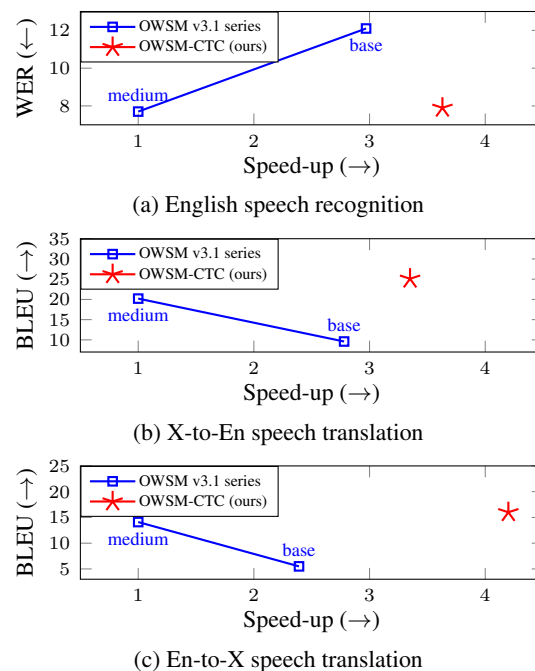 OWSM v3.1 series
OWSM-CTC (ours)
12
10
8
WER (←)
medium
base
1
2
3
4
Speed-up (→)
(a) English speech recognition
OWSM v3.1 series
OWSM-CTC (ours)
35
30
25
20
15
10
BLEU (→)
medium
base
1
2
3
4
Speed-up (→)
(b) X-to-En speech translation
OWSM v3.1 series
OWSM-CTC (ours)
25
20
15
10
5
BLEU (→)
medium
base
1
2
3
4
Speed-up (→)
(c) En-to-X speech translation